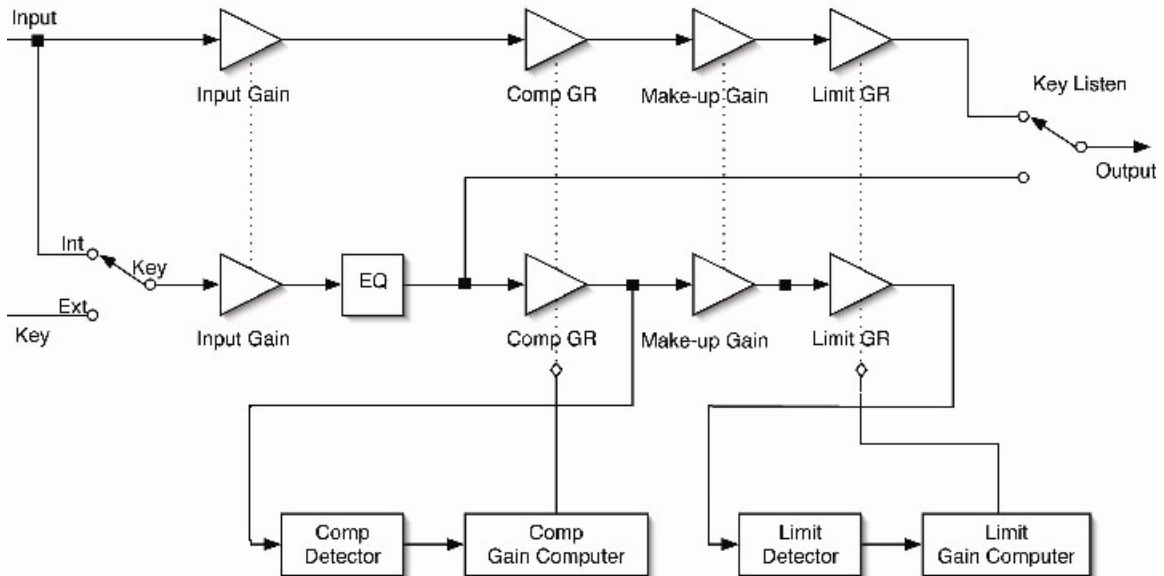 Input
Input Gain
Comp GR
Make-up Gain
Limit GR
Key Listen
Output
Int
Key
Ext
Key
EQ
Input Gain
Comp GR
Make-up Gain
Limit GR
Comp
Detector
Comp
Gain Computer
Limit
Detector
Limit
Gain Computer